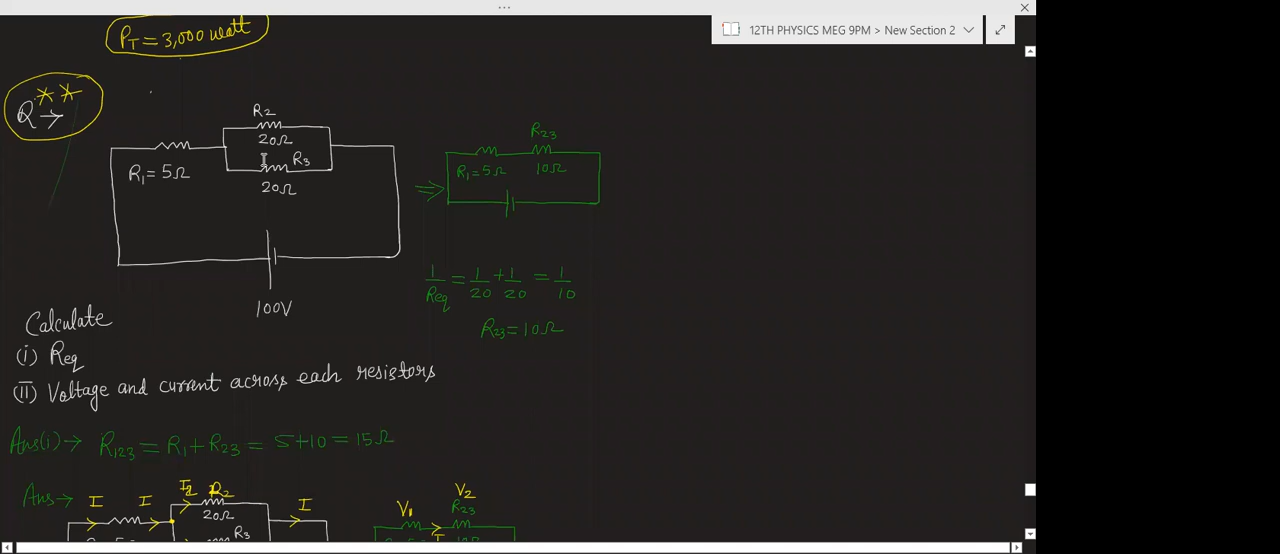 P_T = 3,000 watt
12TH PHYSICS MEG 9PM > New Section 2
Q →
R2
20Ω
R3
20Ω
R1 = 5Ω
100V
R23
R1 = 5Ω
10Ω
1/Req = 1/20 + 1/20 = 1/10
R23 = 10Ω
Calculate
(i) Req
(ii) Voltage and current across each resistors
Ans(i) → R123 = R1 + R23 = 5 + 10 = 15Ω
Ans →
I
I
I2
R2
20Ω
R3
I
V1
V2
R23
I